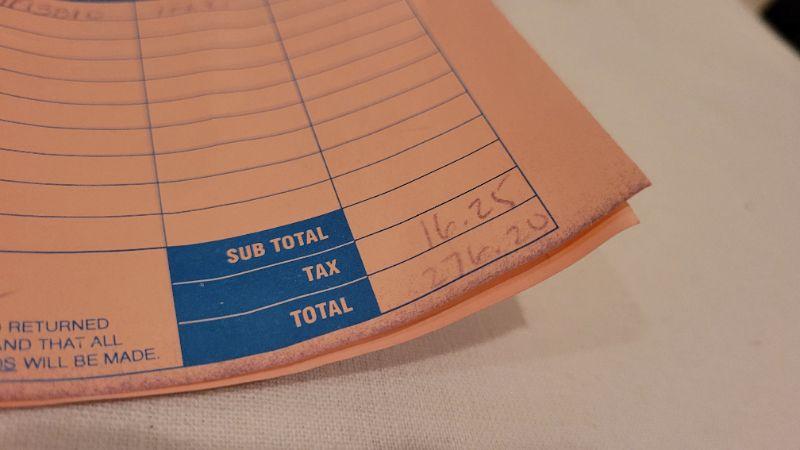 SUB TOTAL
TAX 16.25
TOTAL 276.20
RETURNED
AND THAT ALL
WILL BE MADE.